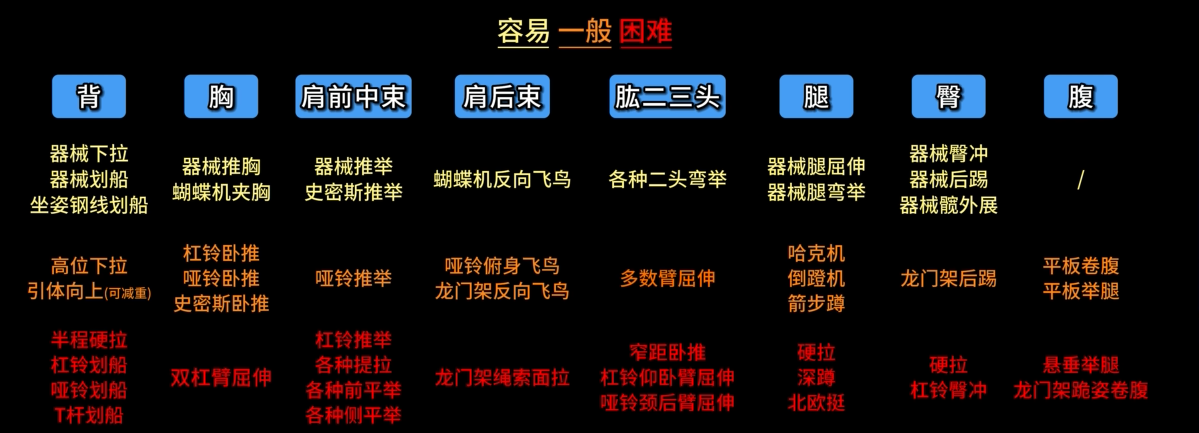 容易 一般 困难
背 胸 肩前中束 肩后束 肱二三头 腿 臀 腹
器械下拉
器械划船
坐姿钢线划船
器械推胸
蝴蝶机夹胸
器械推举
史密斯推举
蝴蝶机反向飞鸟
各种二头弯举
器械腿屈伸
器械腿弯举
器械臀冲
器械后踢
器械髋外展
/
高位下拉
引体向上(可减重)
杠铃卧推
哑铃卧推
史密斯卧推
哑铃推举
哑铃俯身飞鸟
龙门架反向飞鸟
多数臂屈伸
哈克机
倒蹬机
箭步蹲
龙门架后踢
平板卷腹
平板举腿
半程硬拉
杠铃划船
哑铃划船
T杆划船
双杠臂屈伸
杠铃推举
各种提拉
各种前平举
各种侧平举
龙门架绳索面拉
窄距卧推
杠铃仰卧臂屈伸
哑铃颈后臂屈伸
硬拉
深蹲
北欧挺
硬拉
杠铃臀冲
悬垂举腿
龙门架跪姿卷腹